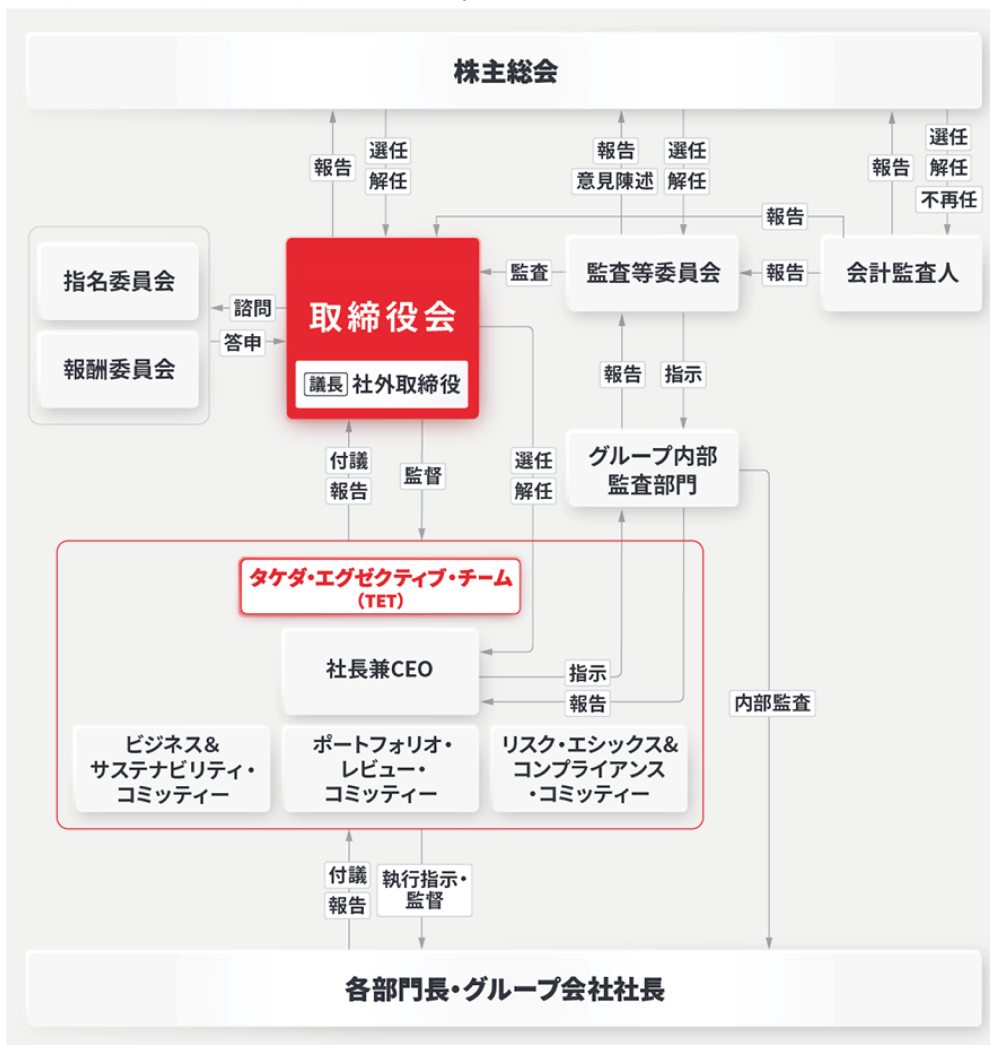 株主総会
報告
選任
解任
報告
意見陳述
選任
解任
報告
選任
解任
不再任
報告
指名委員会
報酬委員会
諮問
答申
取締役会
議長 社外取締役
監査
監査等委員会
報告
会計監査人
報告
指示
付議
報告
監督
選任
解任
グループ内部
監査部門
タケダ・エグゼクティブ・チーム
(TET)
社長兼CEO
指示
報告
内部監査
ビジネス&
サステナビリティ・
コミッティー
ポートフォリオ・
レビュー・
コミッティー
リスク・エシックス&
コンプライアンス
・コミッティー
付議
報告
執行指示・
監督
各部門長・グループ会社社長